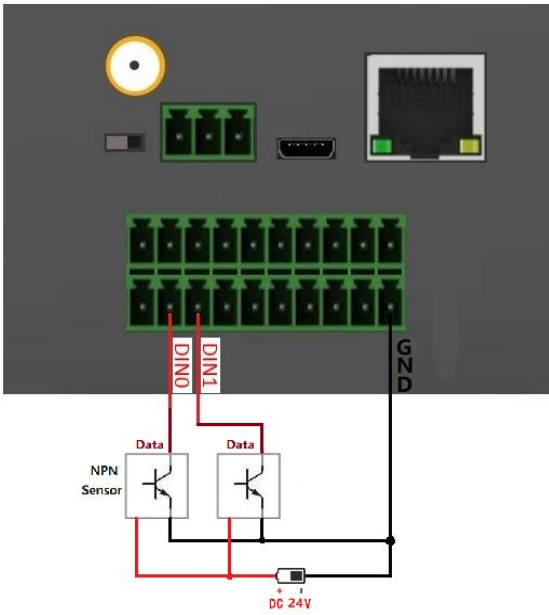 DIN0
DIN1
GND
Data
Data
NPN
Sensor
+ -
DC 24V